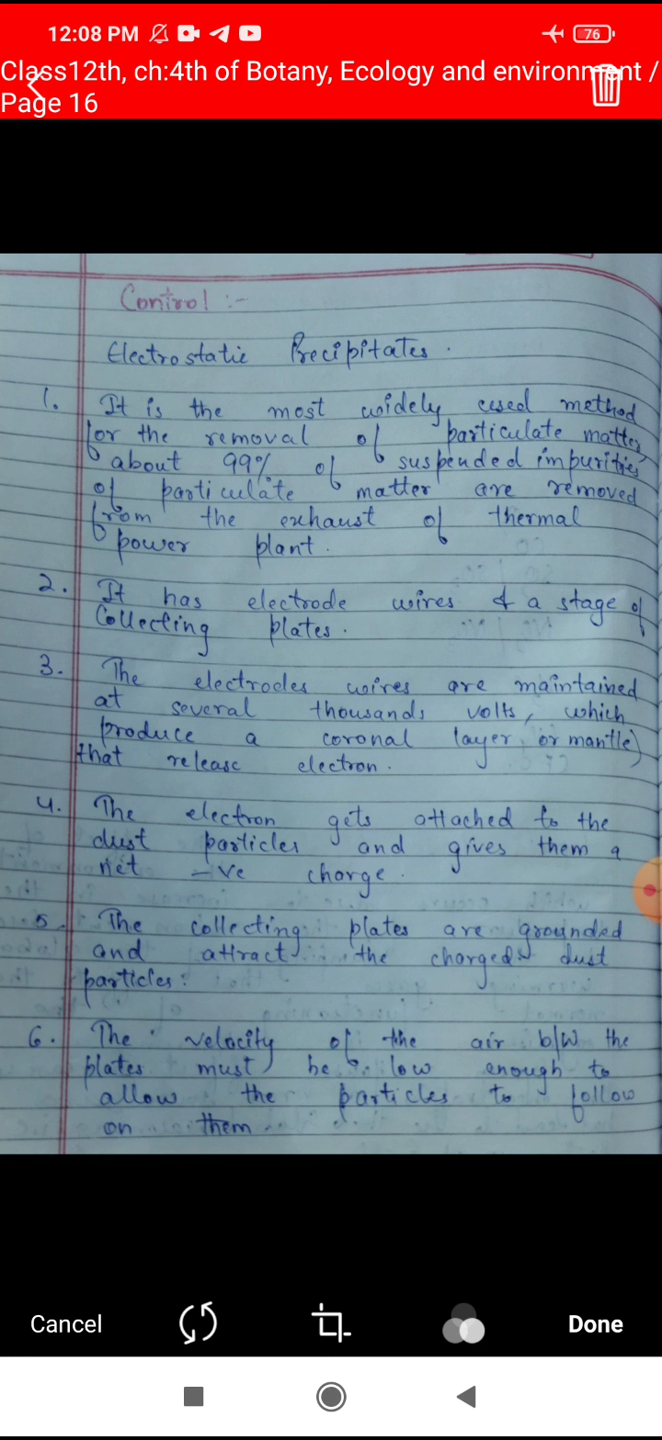 12:08 PM
76
Class12th, ch:4th of Botany, Ecology and environment /
Page 16
Control :-
Electrostatic Precipitates.
1. It is the most widely used method
for the removal of particulate matter,
about 99% of suspended impurities
of particulate matter are removed
from the exhaust of thermal
power plant.
2. It has electrode wires & a stage of
Collecting plates.
3. The electrodes wires are maintained
at several thousands volts, which
produce a coronal layer, or mantle)
that release electron.
4. The electron gets attached to the
dust particles and gives them a
net -ve charge.
5. The collecting plates are grounded
and attract the charged dust
particles.
6. The velocity of the air b/w the
plates must be low enough to
allow the particles to follow
on them
Cancel
Done